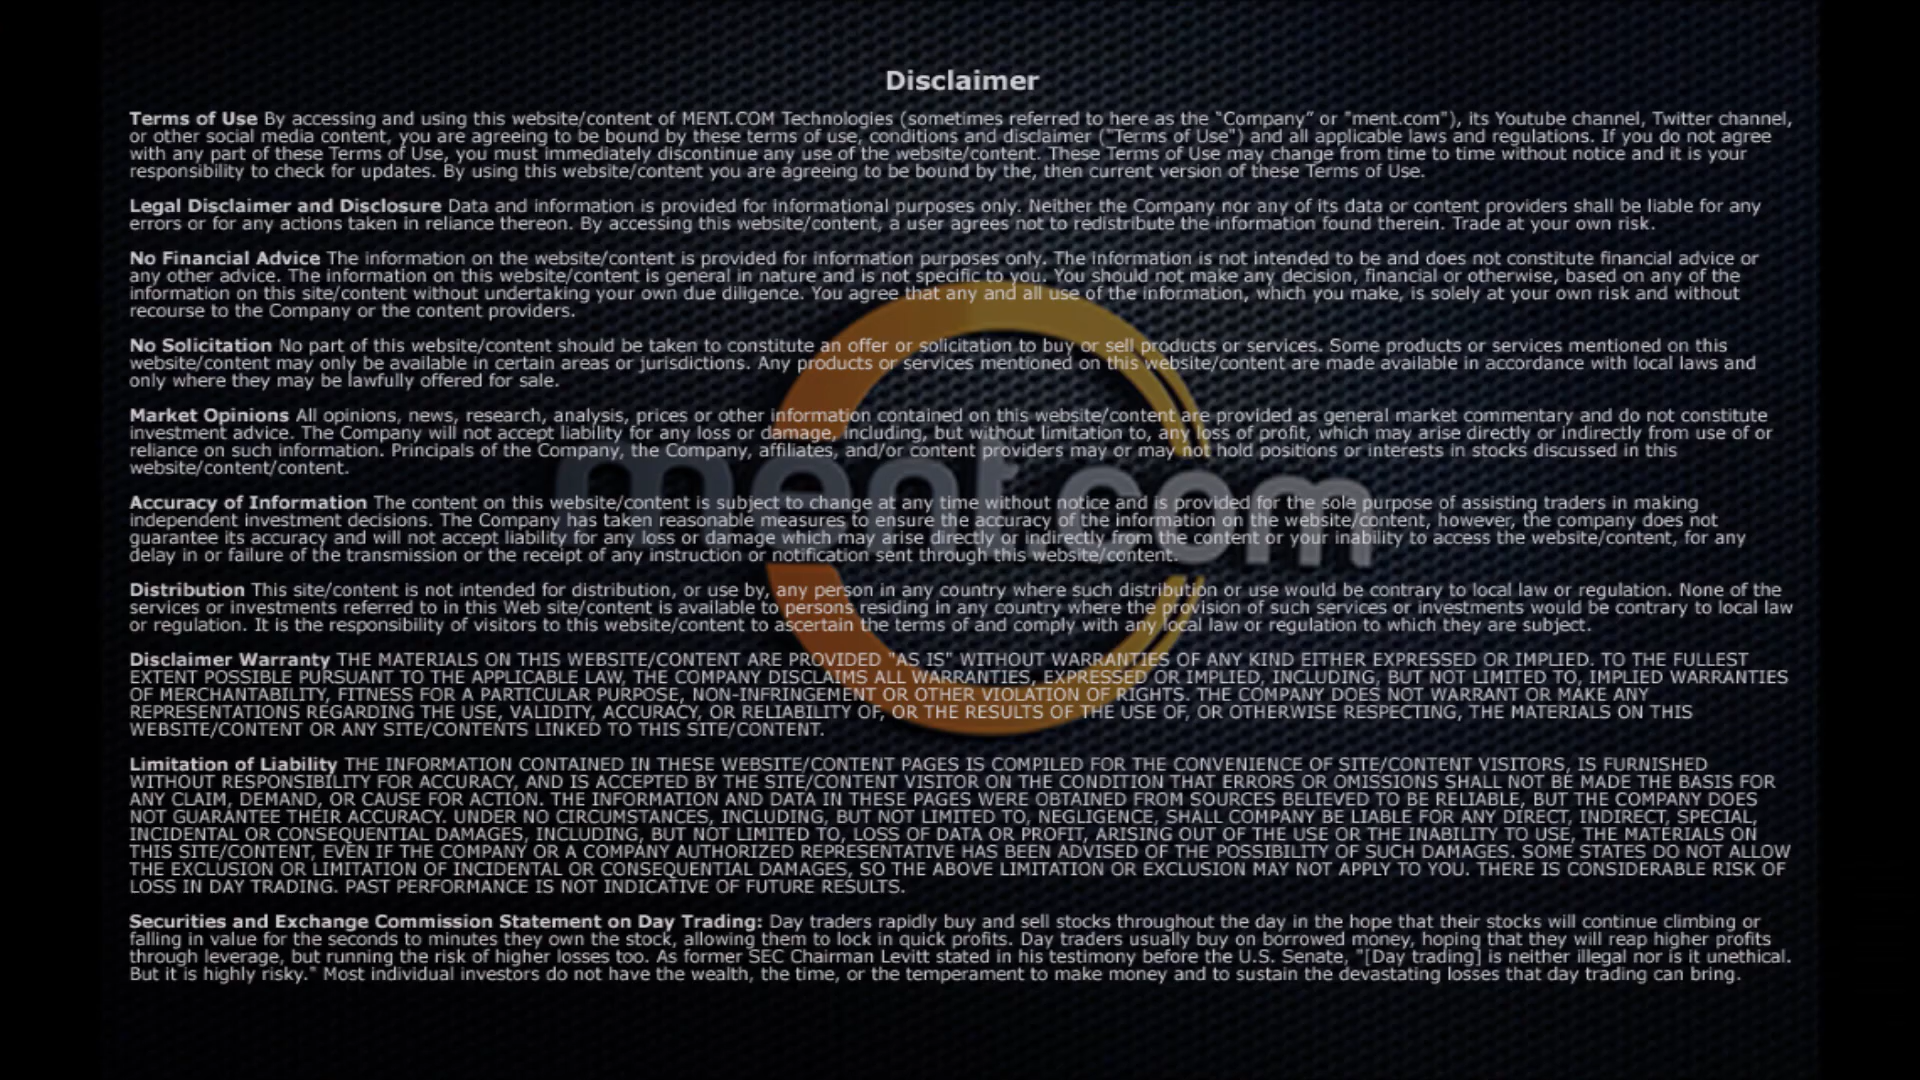 Disclaimer
Terms of Use By accessing and using this website/content of MENT.COM Technologies (sometimes referred to here as the "Company" or "ment.com"), its Youtube channel, Twitter channel,
or other social media content, you are agreeing to be bound by these terms of use, conditions and disclaimer ("Terms of Use") and all applicable laws and regulations. If you do not agree
with any part of these Terms of Use, you must immediately discontinue any use of the website/content. These Terms of Use may change from time to time without notice and it is your
responsibility to check for updates. By using this website/content you are agreeing to be bound by the, then current version of these Terms of Use.
Legal Disclaimer and Disclosure Data and information is provided for informational purposes only. Neither the Company nor any of its data or content providers shall be liable for any
errors or for any actions taken in reliance thereon. By accessing this website/content, a user agrees not to redistribute the information found therein. Trade at your own risk.
No Financial Advice The information on the website/content is provided for information purposes only. The information is not intended to be and does not constitute financial advice or
any other advice. The information on this website/content is general in nature and is not specific to you. You should not make any decision, financial or otherwise, based on any of the
information on this site/content without undertaking your own due diligence. You agree that any and all use of the information, which you make, is solely at your own risk and without
recourse to the Company or the content providers.
No Solicitation No part of this website/content should be taken to constitute an offer or solicitation to buy or sell products or services. Some products or services mentioned on this
website/content may only be available in certain areas or jurisdictions. Any products or services mentioned on this website/content are made available in accordance with local laws and
only where they may be lawfully offered for sale.
Market Opinions All opinions, news, research, analysis, prices or other information contained on this website/content are provided as general market commentary and do not constitute
investment advice. The Company will not accept liability for any loss or damage, including, but without limitation to, any loss of profit, which may arise directly or indirectly from use of or
reliance on such information. Principals of the Company, the Company, affiliates, and/or content providers may or may not hold positions or interests in stocks discussed in this
website/content/content.
ment.com
Accuracy of Information The content on this website/content is subject to change at any time without notice and is provided for the sole purpose of assisting traders in making
independent investment decisions. The Company has taken reasonable measures to ensure the accuracy of the information on the website/content, however, the company does not
guarantee its accuracy and will not accept liability for any loss or damage which may arise directly or indirectly from the content or your inability to access the website/content, for any
delay in or failure of the transmission or the receipt of any instruction or notification sent through this website/content.
Distribution This site/content is not intended for distribution, or use by, any person in any country where such distribution or use would be contrary to local law or regulation. None of the
services or investments referred to in this Web site/content is available to persons residing in any country where the provision of such services or investments would be contrary to local law
or regulation. It is the responsibility of visitors to this website/content to ascertain the terms of and comply with any local law or regulation to which they are subject.
Disclaimer Warranty THE MATERIALS ON THIS WEBSITE/CONTENT ARE PROVIDED "AS IS" WITHOUT WARRANTIES OF ANY KIND EITHER EXPRESSED OR IMPLIED. TO THE FULLEST
EXTENT POSSIBLE PURSUANT TO THE APPLICABLE LAW, THE COMPANY DISCLAIMS ALL WARRANTIES, EXPRESSED OR IMPLIED, INCLUDING, BUT NOT LIMITED TO, IMPLIED WARRANTIES
OF MERCHANTABILITY, FITNESS FOR A PARTICULAR PURPOSE, NON-INFRINGEMENT OR OTHER VIOLATION OF RIGHTS. THE COMPANY DOES NOT WARRANT OR MAKE ANY
REPRESENTATIONS REGARDING THE USE, VALIDITY, ACCURACY, OR RELIABILITY OF, OR THE RESULTS OF THE USE OF, OR OTHERWISE RESPECTING, THE MATERIALS ON THIS
WEBSITE/CONTENT OR ANY SITE/CONTENTS LINKED TO THIS SITE/CONTENT.
Limitation of Liability THE INFORMATION CONTAINED IN THESE WEBSITE/CONTENT PAGES IS COMPILED FOR THE CONVENIENCE OF SITE/CONTENT VISITORS, IS FURNISHED
WITHOUT RESPONSIBILITY FOR ACCURACY, AND IS ACCEPTED BY THE SITE/CONTENT VISITOR ON THE CONDITION THAT ERRORS OR OMISSIONS SHALL NOT BE MADE THE BASIS FOR
ANY CLAIM, DEMAND, OR CAUSE FOR ACTION. THE INFORMATION AND DATA IN THESE PAGES WERE OBTAINED FROM SOURCES BELIEVED TO BE RELIABLE, BUT THE COMPANY DOES
NOT GUARANTEE THEIR ACCURACY. UNDER NO CIRCUMSTANCES, INCLUDING, BUT NOT LIMITED TO, NEGLIGENCE, SHALL COMPANY BE LIABLE FOR ANY DIRECT, INDIRECT, SPECIAL,
INCIDENTAL OR CONSEQUENTIAL DAMAGES, INCLUDING, BUT NOT LIMITED TO, LOSS OF DATA OR PROFIT, ARISING OUT OF THE USE OR THE INABILITY TO USE, THE MATERIALS ON
THIS SITE/CONTENT, EVEN IF THE COMPANY OR A COMPANY AUTHORIZED REPRESENTATIVE HAS BEEN ADVISED OF THE POSSIBILITY OF SUCH DAMAGES. SOME STATES DO NOT ALLOW
THE EXCLUSION OR LIMITATION OF INCIDENTAL OR CONSEQUENTIAL DAMAGES, SO THE ABOVE LIMITATION OR EXCLUSION MAY NOT APPLY TO YOU. THERE IS CONSIDERABLE RISK OF
LOSS IN DAY TRADING. PAST PERFORMANCE IS NOT INDICATIVE OF FUTURE RESULTS.
Securities and Exchange Commission Statement on Day Trading: Day traders rapidly buy and sell stocks throughout the day in the hope that their stocks will continue climbing or
falling in value for the seconds to minutes they own the stock, allowing them to lock in quick profits. Day traders usually buy on borrowed money, hoping that they will reap higher profits
through leverage, but running the risk of higher losses too. As former SEC Chairman Levitt stated in his testimony before the U.S. Senate, "[Day trading] is neither illegal nor is it unethical.
But it is highly risky." Most individual investors do not have the wealth, the time, or the temperament to make money and to sustain the devastating losses that day trading can bring.